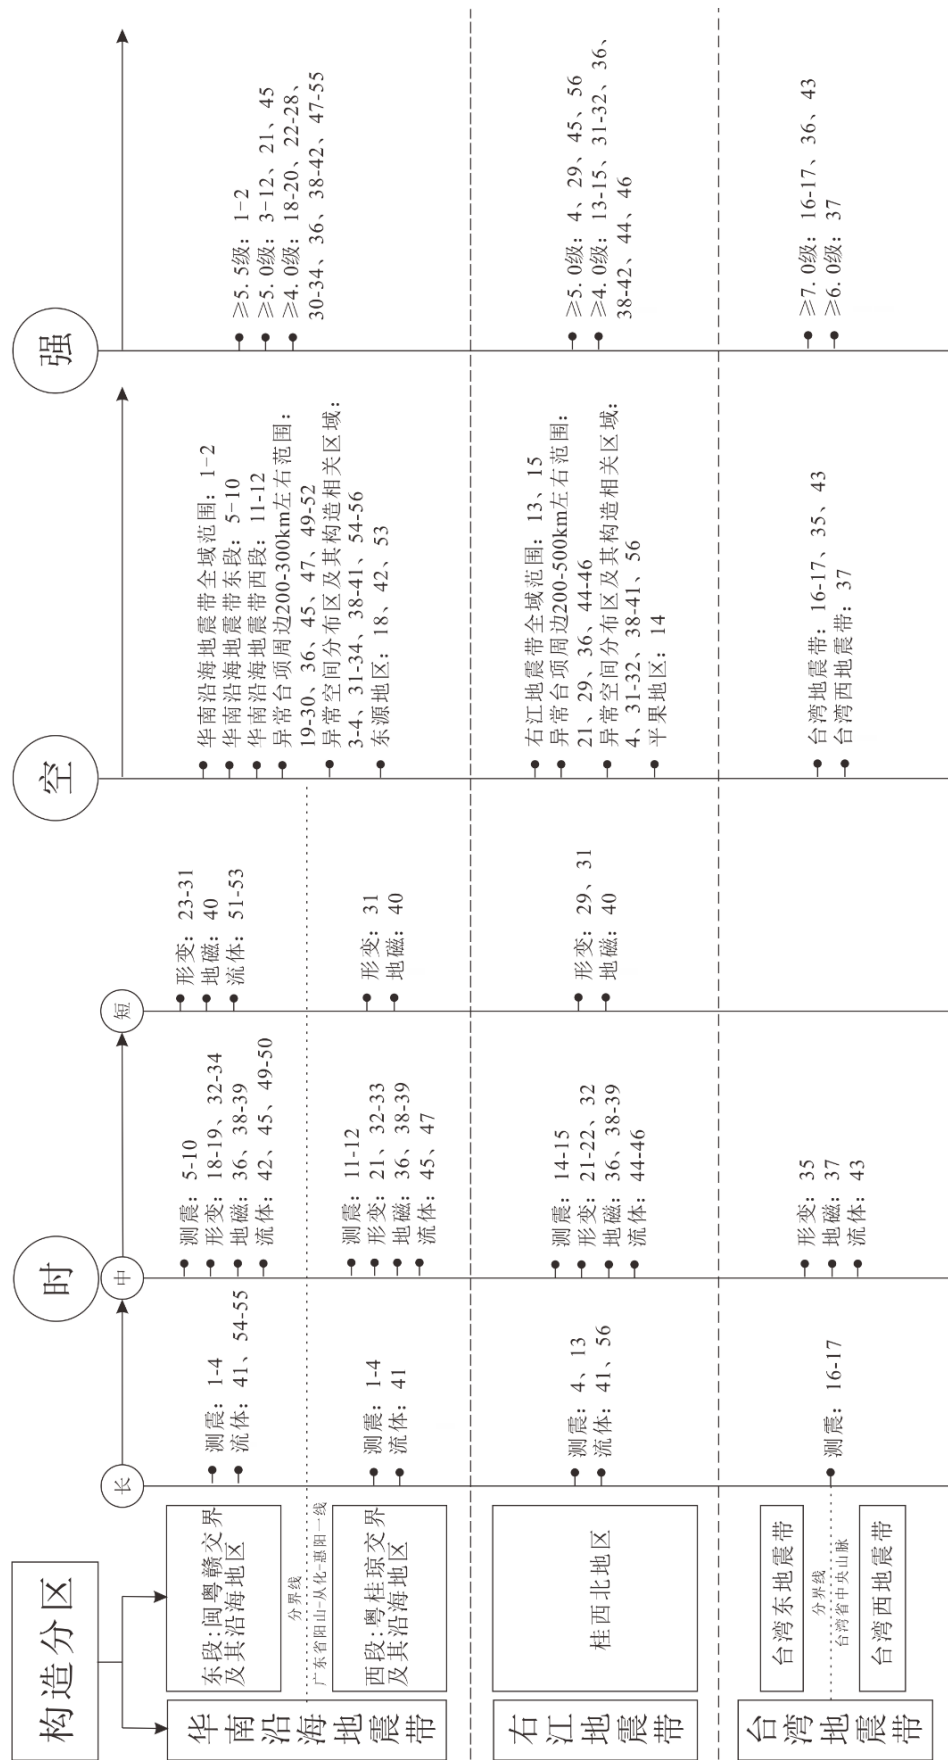 构造分区
时
空
强
长
中
短
华南沿海地震带
东段:闽粤赣交界
及其沿海地区
分界线
广东省阳山-从化-惠阳一线
西段:粤桂琼交界
及其沿海地区
测震: 1-4
流体: 41、54-55
测震: 1-4
流体: 41
测震: 5-10
形变: 18-19、32-34
地磁: 36、38-39
流体: 42、45、49-50
测震: 11-12
形变: 21、32-33
地磁: 36、38-39
流体: 45、47
形变: 23-31
地磁: 40
流体: 51-53
形变: 31
地磁: 40
华南沿海地震带全域范围: 1-2
华南沿海地震带东段: 5-10
华南沿海地震带西段: 11-12
异常台项周边200-300km左右范围:
19-30、36、45、47、49-52
异常空间分布区及其构造相关区域:
3-4、31-34、38-41、54-56
东源地区: 18、42、53
≥5.5级: 1-2
≥5.0级: 3-12、21、45
≥4.0级: 18-20、22-28、
30-34、36、38-42、47-55
右江地震带
桂西北地区
测震: 4、13
流体: 41、56
测震: 14-15
形变: 21-22、32
地磁: 36、38-39
流体: 44-46
形变: 29、31
地磁: 40
右江地震带全域范围: 13、15
异常台项周边200-500km左右范围:
21、29、36、44-46
异常空间分布区及其构造相关区域:
4、31-32、38-41、56
平果地区: 14
≥5.0级: 4、29、45、56
≥4.0级: 13-15、31-32、36、
38-42、44、46
台湾地震带
台湾东地震带
分界线
台湾省中央山脉
台湾西地震带
测震: 16-17
形变: 35
地磁: 37
流体: 43
台湾地震带: 16-17、35、43
台湾西地震带: 37
≥7.0级: 16-17、36、43
≥6.0级: 37